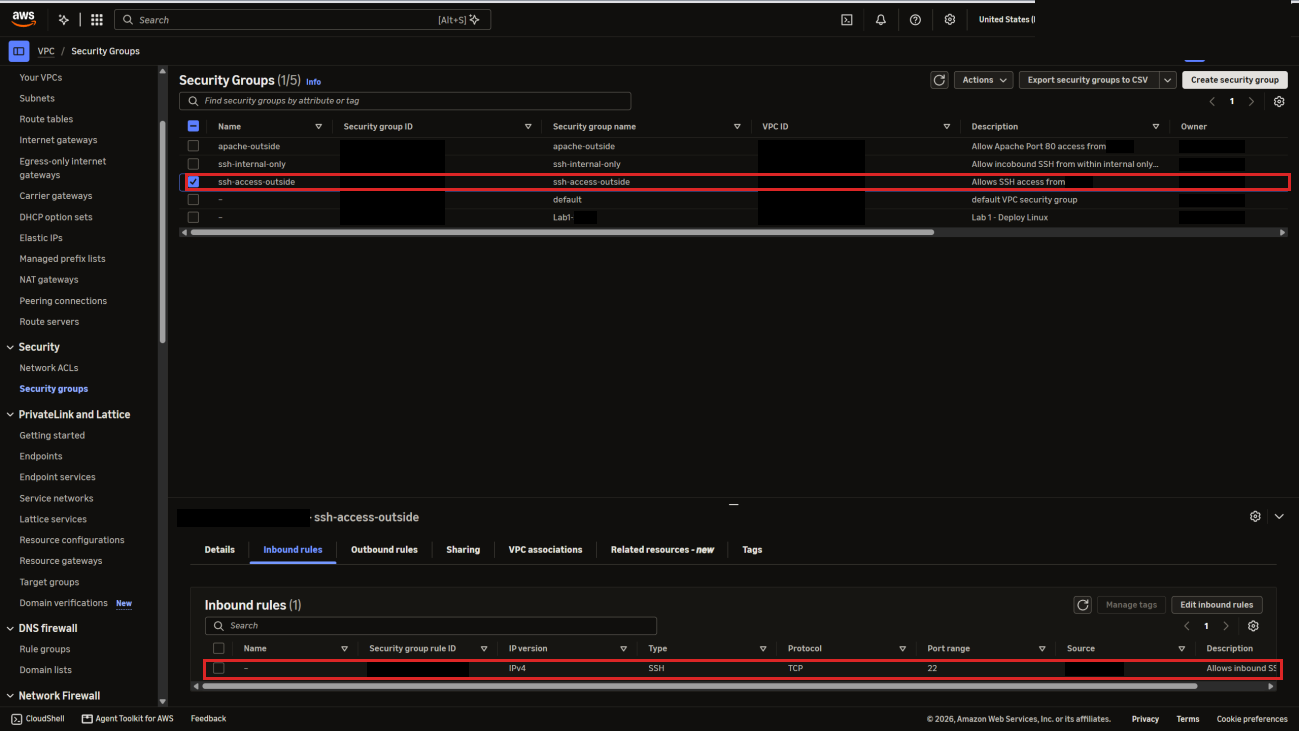 aws
Search [Alt+S]
United States (
VPC / Security Groups
Your VPCs
Subnets
Route tables
Internet gateways
Egress-only internet
gateways
Carrier gateways
DHCP option sets
Elastic IPs
Managed prefix lists
NAT gateways
Peering connections
Route servers
Security
Network ACLs
Security groups
PrivateLink and Lattice
Getting started
Endpoints
Endpoint services
Service networks
Lattice services
Resource configurations
Resource gateways
Target groups
Domain verifications New
DNS firewall
Rule groups
Domain lists
Network Firewall
Security Groups (1/5) Info
Actions
Export security groups to CSV
Create security group
Find security groups by attribute or tag
1
Name Security group ID Security group name VPC ID Description Owner
apache-outside apache-outside Allow Apache Port 80 access from
ssh-internal-only ssh-internal-only Allow incobound SSH from within internal only...
ssh-access-outside ssh-access-outside Allows SSH access from
– default default VPC security group
– Lab1- Lab 1 - Deploy Linux
- ssh-access-outside
Details Inbound rules Outbound rules Sharing VPC associations Related resources - new Tags
Inbound rules (1)
Manage tags Edit inbound rules
Search
1
Name Security group rule ID IP version Type Protocol Port range Source Description
– IPv4 SSH TCP 22 Allows inbound SS
CloudShell Agent Toolkit for AWS Feedback
© 2026, Amazon Web Services, Inc. or its affiliates. Privacy Terms Cookie preferences